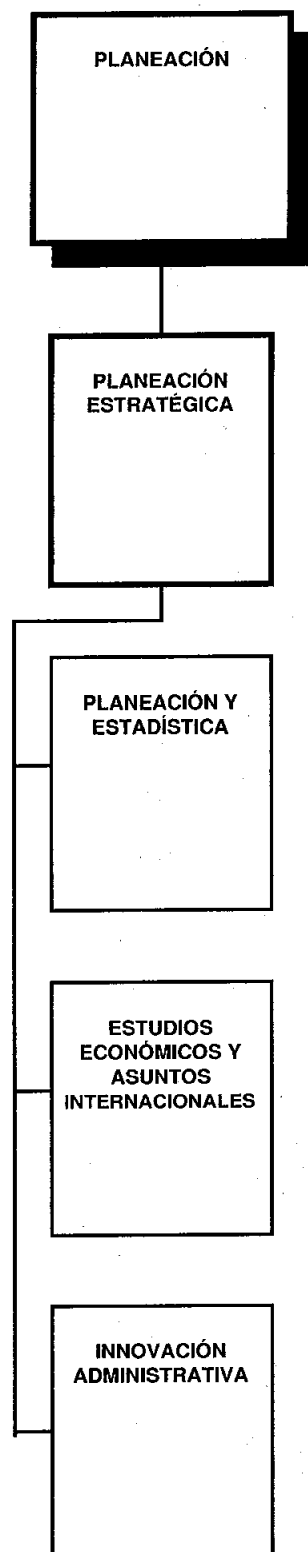 PLANEACIÓN
PLANEACIÓN
ESTRATÉGICA
PLANEACIÓN Y
ESTADÍSTICA
ESTUDIOS
ECONÓMICOS Y
ASUNTOS
INTERNACIONALES
INNOVACIÓN
ADMINISTRATIVA